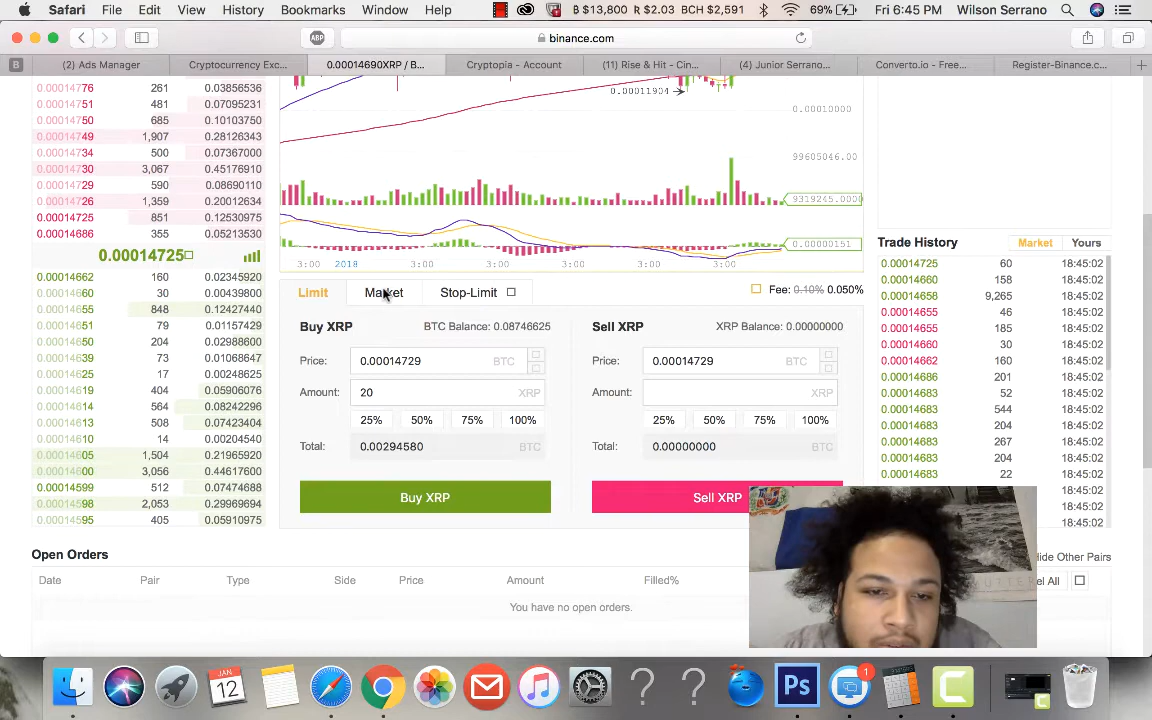 Safari File Edit View History Bookmarks Window Help B $13,800 R $2.03 BCH $2,591 69% Fri 6:45 PM Wilson Serrano
ABP binance.com
B (2) Ads Manager Cryptocurrency Exc... 0.00014690XRP / B... Cryptopia - Account (11) Rise & Hit - Cin... (4) Junior Serrano... Converto.io - Free... Register-Binance.c...
0.00014776 261 0.03856536
0.00014751 481 0.07095231
0.00014750 685 0.10103750
0.00014749 1,907 0.28126343
0.00014734 500 0.07367000
0.00014730 3,067 0.45176910
0.00014729 590 0.08690110
0.00014726 1,359 0.20012634
0.00014725 851 0.12530975
0.00014686 355 0.05213530
0.00014725
0.00014662 160 0.02345920
0.00014660 30 0.00439800
0.00014655 848 0.12427440
0.00014651 79 0.01157429
0.00014650 204 0.02988600
0.00014639 73 0.01068647
0.00014625 17 0.00248625
0.00014619 404 0.05906076
0.00014614 564 0.08242296
0.00014613 508 0.07423404
0.00014610 14 0.00204540
0.00014605 1,504 0.21965920
0.00014600 3,056 0.44617600
0.00014599 512 0.07474688
0.00014598 2,053 0.29969694
0.00014595 405 0.05910975
0.00011904
0.00010000
99605046.00
9319245.0000
0.00000151
3:00 2018 3:00 3:00 3:00 3:00 3:00
Limit Market Stop-Limit Fee: 0.10% 0.050%
Buy XRP BTC Balance: 0.08746625
Price: 0.00014729 BTC
Amount: 20 XRP
25% 50% 75% 100%
Total: 0.00294580 BTC
Buy XRP
Sell XRP XRP Balance: 0.00000000
Price: 0.00014729 BTC
Amount: XRP
25% 50% 75% 100%
Total: 0.00000000 BTC
Sell XRP
Trade History Market Yours
0.00014725 60 18:45:02
0.00014660 158 18:45:02
0.00014658 9,265 18:45:02
0.00014655 46 18:45:02
0.00014655 185 18:45:02
0.00014660 30 18:45:02
0.00014662 160 18:45:02
0.00014686 201 18:45:02
0.00014683 52 18:45:02
0.00014683 544 18:45:02
0.00014683 204 18:45:02
0.00014683 267 18:45:02
0.00014683 204 18:45:02
0.00014683 22 18:45:02
18:45:02
18:45:02
18:45:02
Open Orders Hide Other Pairs
Date Pair Type Side Price Amount Filled%
You have no open orders.
JAN
12
Ps
1